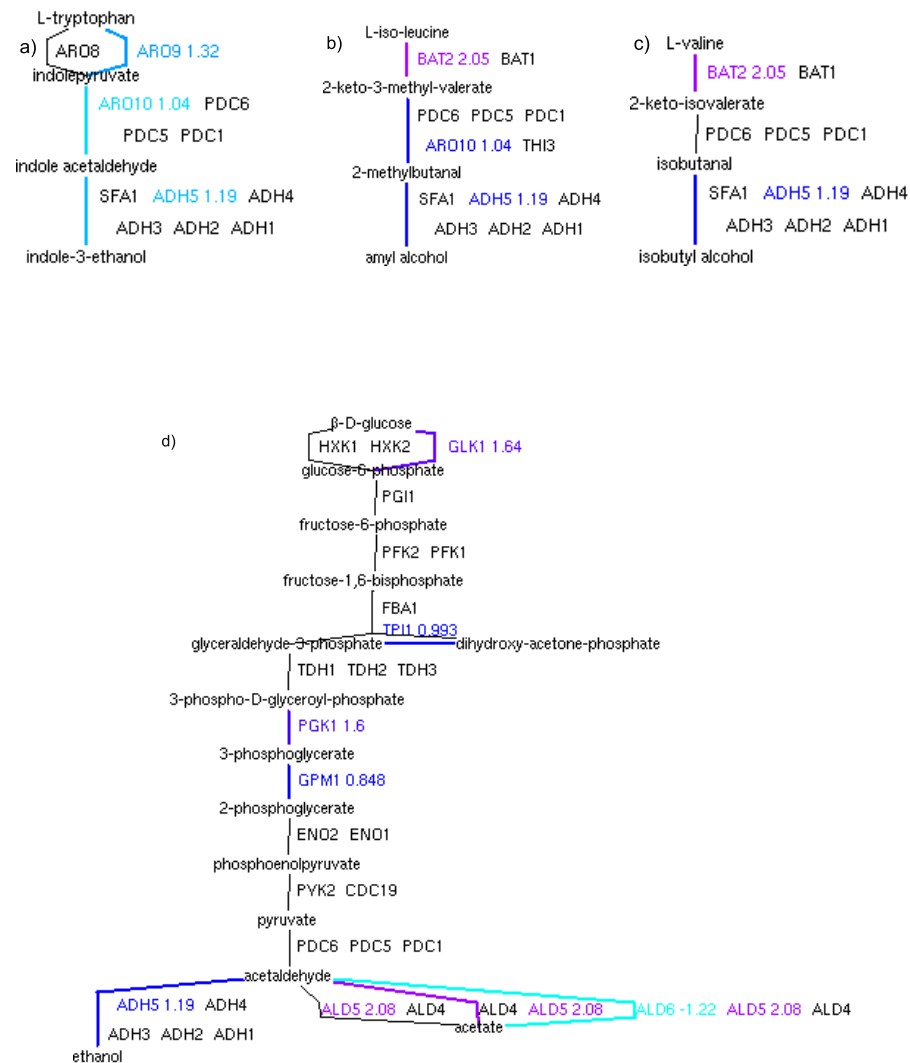 a)
L-tryptophan
ARO8 ARO9 1.32
indolepyruvate
ARO10 1.04 PDC6
PDC5 PDC1
indole acetaldehyde
SFA1 ADH5 1.19 ADH4
ADH3 ADH2 ADH1
indole-3-ethanol
b)
L-iso-leucine
BAT2 2.05 BAT1
2-keto-3-methyl-valerate
PDC6 PDC5 PDC1
ARO10 1.04 THI3
2-methylbutanal
SFA1 ADH5 1.19 ADH4
ADH3 ADH2 ADH1
amyl alcohol
c)
L-valine
BAT2 2.05 BAT1
2-keto-isovalerate
PDC6 PDC5 PDC1
isobutanal
SFA1 ADH5 1.19 ADH4
ADH3 ADH2 ADH1
isobutyl alcohol
d)
β-D-glucose
HXK1 HXK2 GLK1 1.64
glucose-6-phosphate
PGI1
fructose-6-phosphate
PFK2 PFK1
fructose-1,6-bisphosphate
FBA1
TPI1 0.993
glyceraldehyde-3-phosphate dihydroxy-acetone-phosphate
TDH1 TDH2 TDH3
3-phospho-D-glyceroyl-phosphate
PGK1 1.6
3-phosphoglycerate
GPM1 0.848
2-phosphoglycerate
ENO2 ENO1
phosphoenolpyruvate
PYK2 CDC19
pyruvate
PDC6 PDC5 PDC1
acetaldehyde
ADH5 1.19 ADH4
ADH3 ADH2 ADH1
ethanol
ALD5 2.08 ALD4 ALD4 ALD5 2.08 ALD6 -1.22 ALD5 2.08 ALD4
acetate